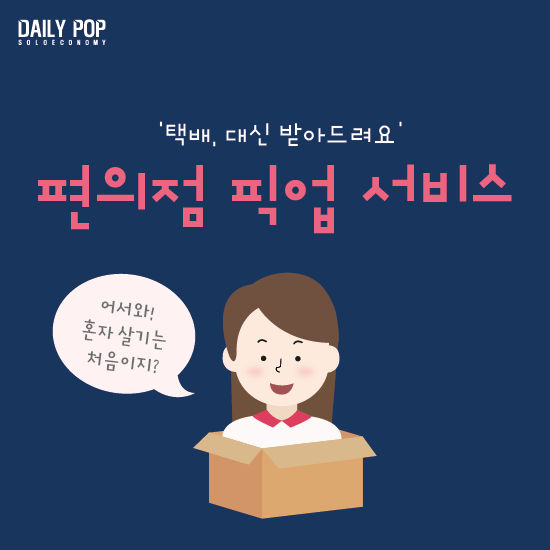 DAILY POP
SOLOECONOMY
'택배, 대신 받아드려요'
편의점 픽업 서비스
어서와!
혼자 살기는
처음이지?